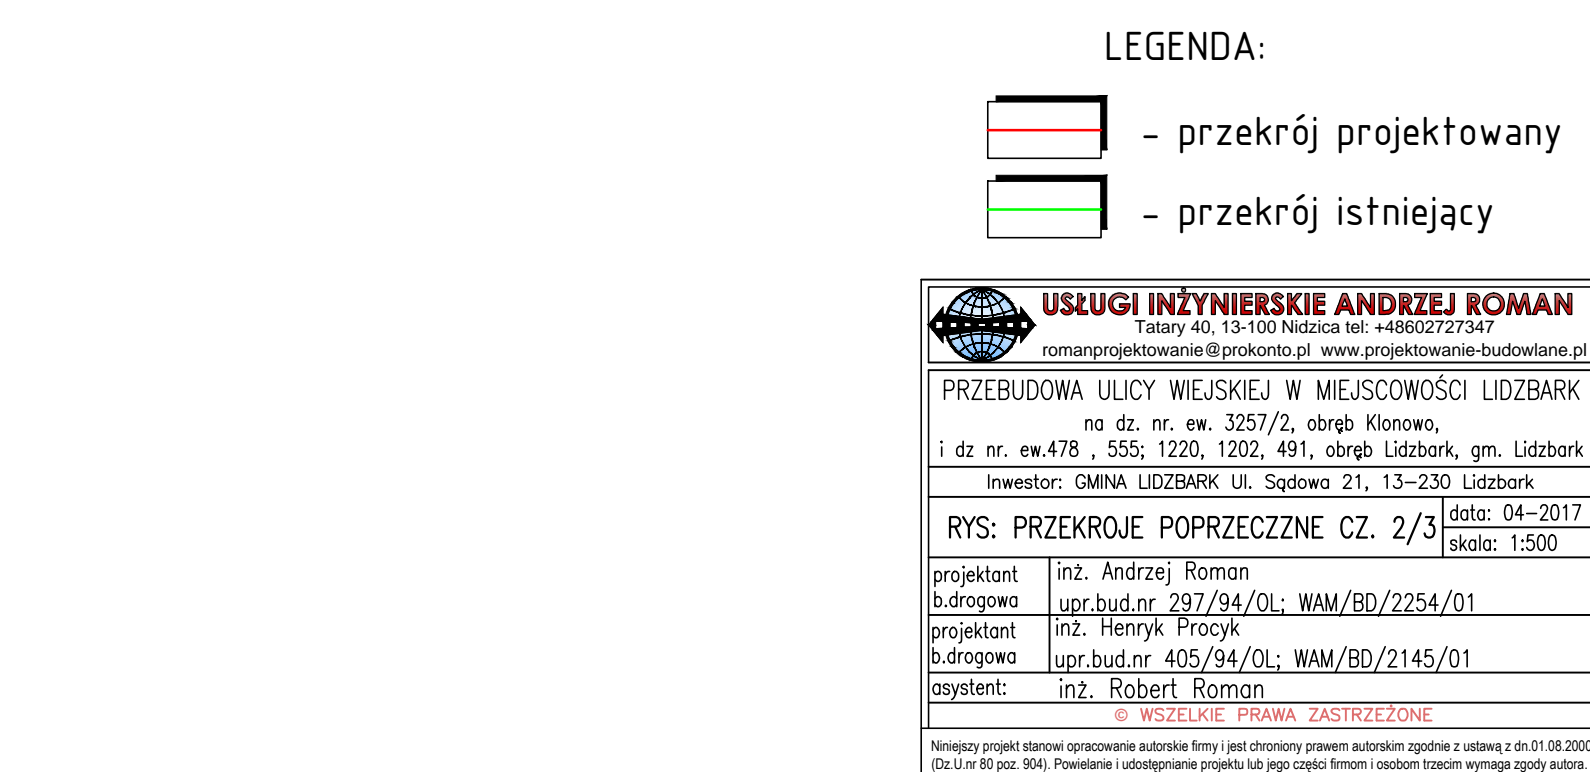 LEGENDA:
- przekrój projektowany
- przekrój istniejący
USŁUGI INŻYNIERSKIE ANDRZEJ ROMAN
Tatary 40, 13-100 Nidzica tel: +48602727347
romanprojektowanie@prokonto.pl www.projektowanie-budowlane.pl
PRZEBUDOWA ULICY WIEJSKIEJ W MIEJSCOWOŚCI LIDZBARK
na dz. nr. ew. 3257/2, obręb Klonowo,
i dz nr. ew.478 , 555; 1220, 1202, 491, obręb Lidzbark, gm. Lidzbark
Inwestor: GMINA LIDZBARK Ul. Sądowa 21, 13-230 Lidzbark
RYS: PRZEKROJE POPRZECZZNE CZ. 2/3
data: 04-2017
skala: 1:500
projektant b.drogowa
inż. Andrzej Roman
upr.bud.nr 297/94/OL; WAM/BD/2254/01
projektant b.drogowa
inż. Henryk Procyk
upr.bud.nr 405/94/OL; WAM/BD/2145/01
asystent: inż. Robert Roman
© WSZELKIE PRAWA ZASTRZEŻONE
Niniejszy projekt stanowi opracowanie autorskie firmy i jest chroniony prawem autorskim zgodnie z ustawą z dn.01.08.2000
(Dz.U.nr 80 poz. 904). Powielanie i udostępnianie projektu lub jego części firmom i osobom trzecim wymaga zgody autora.